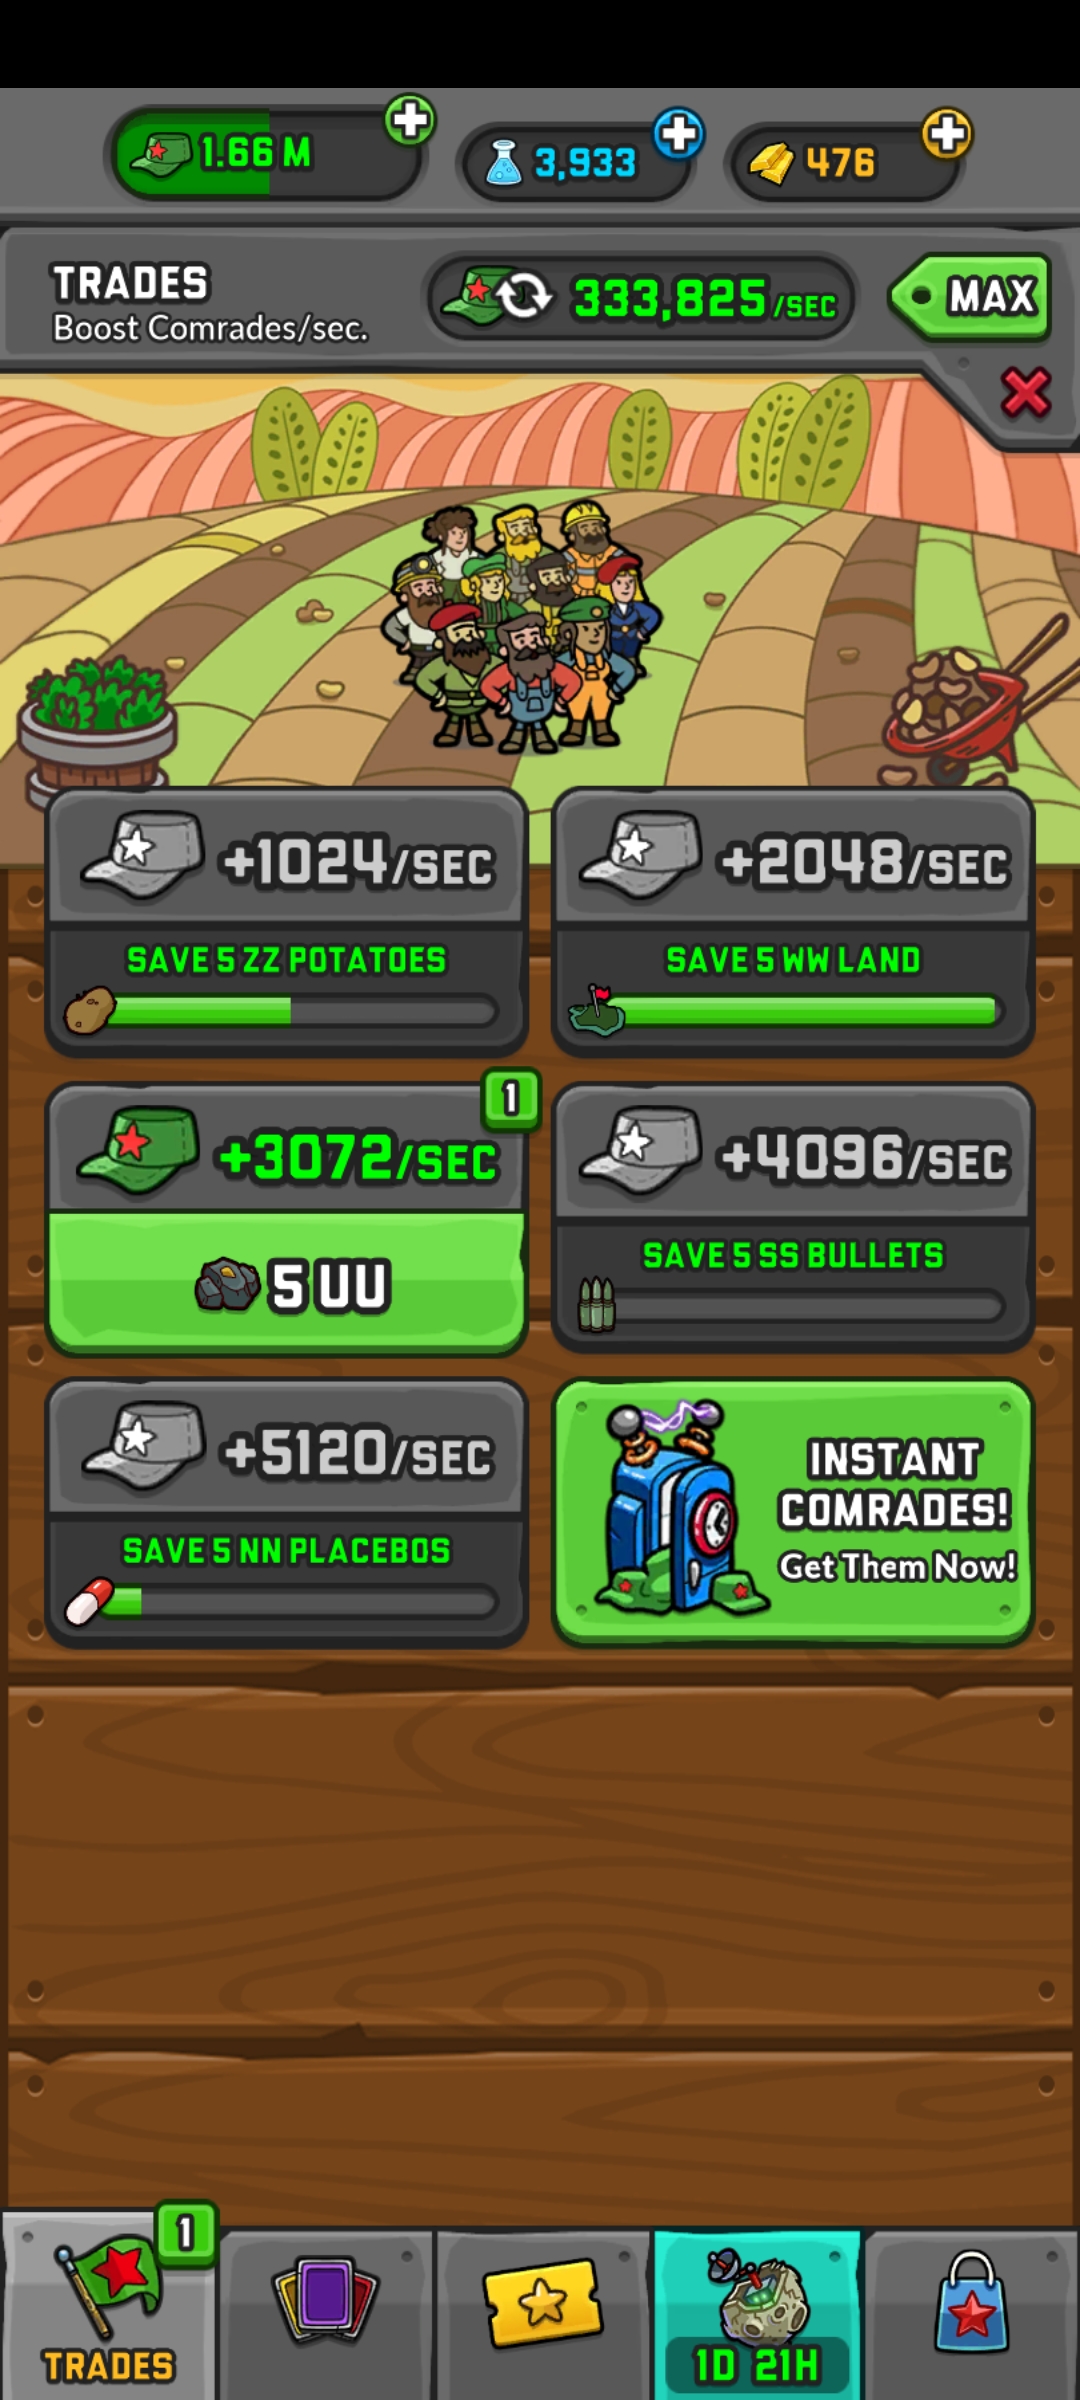 1.66 M
3,933
476
TRADES
Boost Comrades/sec.
333,825/SEC
MAX
+1024/SEC
SAVE 5 ZZ POTATOES
+2048/SEC
SAVE 5 WW LAND
1
+3072/SEC
5 UU
+4096/SEC
SAVE 5 SS BULLETS
+5120/SEC
SAVE 5 NN PLACEBOS
INSTANT
COMRADES!
Get Them Now!
1
TRADES
1D 21H